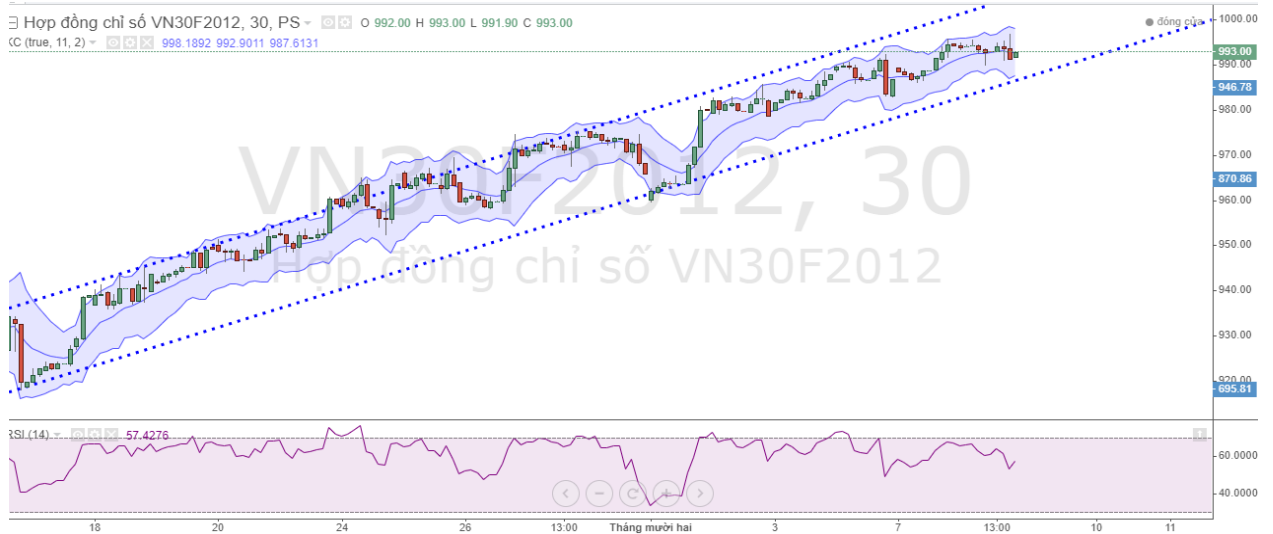 Hợp đồng chỉ số VN30F2012, 30, PS O 992.00 H 993.00 L 991.90 C 993.00
KC (true, 11, 2) 998.1892 992.9011 987.6131
đóng cửa
1000.00
993.00
990.00
946.78
980.00
970.00
870.86
960.00
950.00
940.00
930.00
920.00
695.81
VN30F2012, 30
Hợp đồng chỉ số VN30F2012
RSI (14) 57.4276
60.0000
40.0000
18 20 24 26 13:00 Tháng mười hai 3 7 13:00 10 11